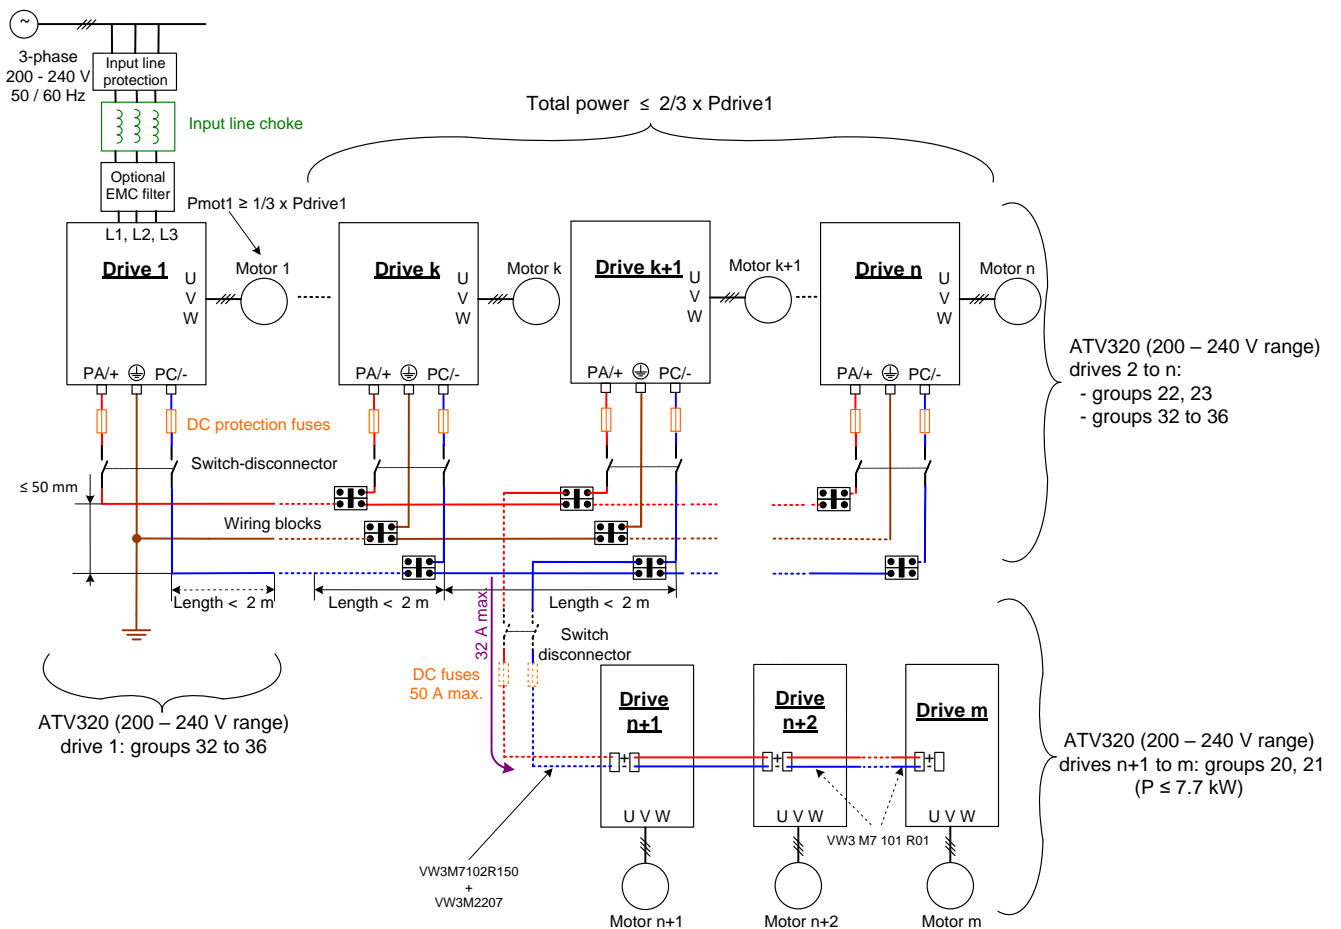 ~
3-phase
200 - 240 V
50 / 60 Hz
Input line
protection
Input line choke
Optional
EMC filter
Total power ≤ 2/3 x Pdrive1
Pmot1 ≥ 1/3 x Pdrive1
L1, L2, L3
Drive 1
U
V
W
Motor 1
PA/+
PC/-
Drive k
U
V
W
Motor k
PA/+
PC/-
Drive k+1
U
V
W
Motor k+1
PA/+
PC/-
Drive n
U
V
W
Motor n
PA/+
PC/-
ATV320 (200 – 240 V range)
drives 2 to n:
- groups 22, 23
- groups 32 to 36
DC protection fuses
Switch-disconnector
≤ 50 mm
Wiring blocks
Length < 2 m
Length < 2 m
Length < 2 m
32 A max.
Switch
disconnector
DC fuses
50 A max.
ATV320 (200 – 240 V range)
drive 1: groups 32 to 36
Drive
n+1
+
-
U V W
Motor n+1
Drive
n+2
+
-
U V W
Motor n+2
Drive m
+
-
U V W
Motor m
VW3 M7 101 R01
VW3M7102R150
+
VW3M2207
ATV320 (200 – 240 V range)
drives n+1 to m: groups 20, 21
(P ≤ 7.7 kW)